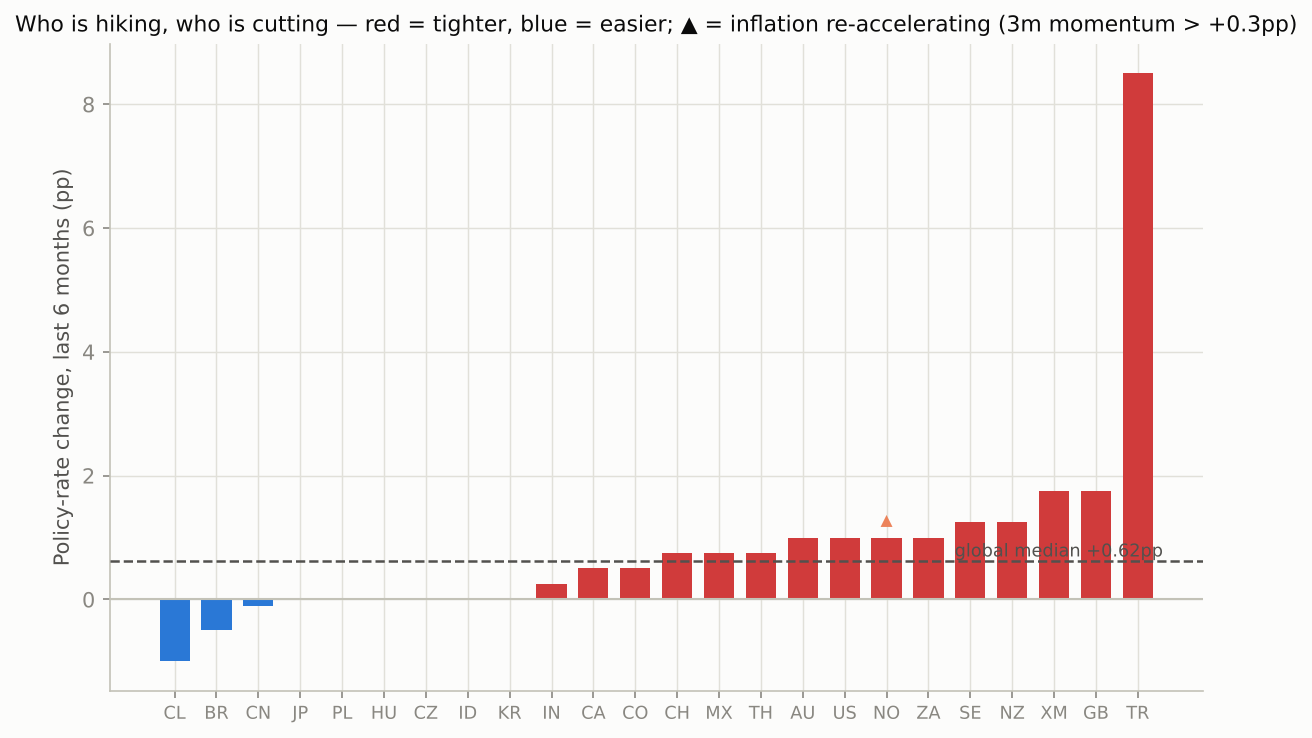 Who is hiking, who is cutting — red = tighter, blue = easier; ▲ = inflation re-accelerating (3m momentum > +0.3pp)
Policy-rate change, last 6 months (pp)
8
6
4
2
0
global median +0.62pp
CL BR CN JP PL HU CZ ID KR IN CA CO CH MX TH AU US NO ZA SE NZ XM GB TR